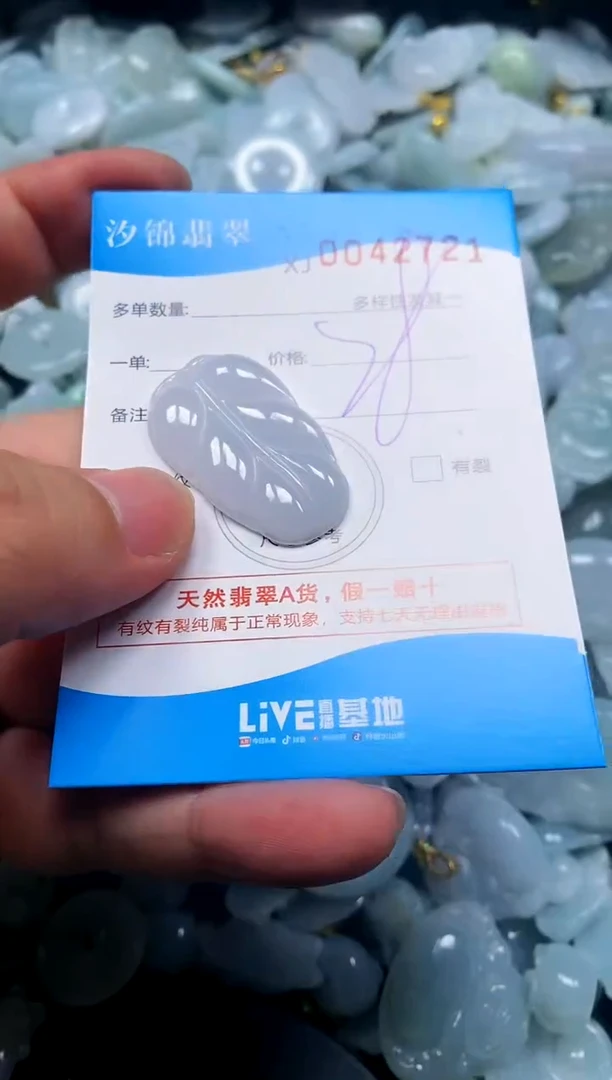 汐锦翡翠
XJ 0042721
多单数量:
一单:
价格:
备注
有裂
天然翡翠A货，假一赔十
有纹有裂纯属于正常现象，支持七天无理由退换
LiVE直播基地